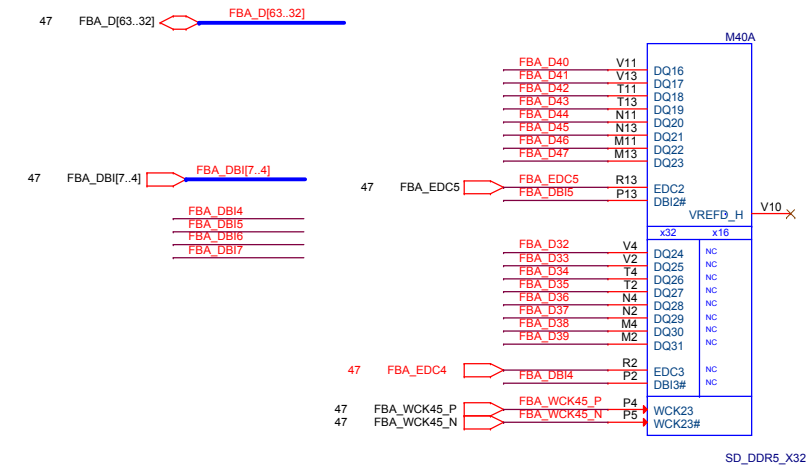 47 FBA_D[63..32] FBA_D[63..32]
M40A
FBA_D40 V11 DQ16
FBA_D41 V13 DQ17
FBA_D42 T11 DQ18
FBA_D43 T13 DQ19
FBA_D44 N11 DQ20
FBA_D45 N13 DQ21
FBA_D46 M11 DQ22
FBA_D47 M13 DQ23
47 FBA_DBI[7..4] FBA_DBI[7..4]
47 FBA_EDC5 FBA_EDC5 R13 EDC2
FBA_DBI5 P13 DBI2#
FBA_DBI4
FBA_DBI5
FBA_DBI6
FBA_DBI7
VREFD_H V10
x32 x16
FBA_D32 V4 DQ24 NC
FBA_D33 V2 DQ25 NC
FBA_D34 T4 DQ26 NC
FBA_D35 T2 DQ27 NC
FBA_D36 N4 DQ28 NC
FBA_D37 N2 DQ29 NC
FBA_D38 M4 DQ30 NC
FBA_D39 M2 DQ31 NC
47 FBA_EDC4 R2 EDC3 NC
FBA_DBI4 P2 DBI3# NC
47 FBA_WCK45_P FBA_WCK45_P P4 WCK23
47 FBA_WCK45_N FBA_WCK45_N P5 WCK23#
SD_DDR5_X32